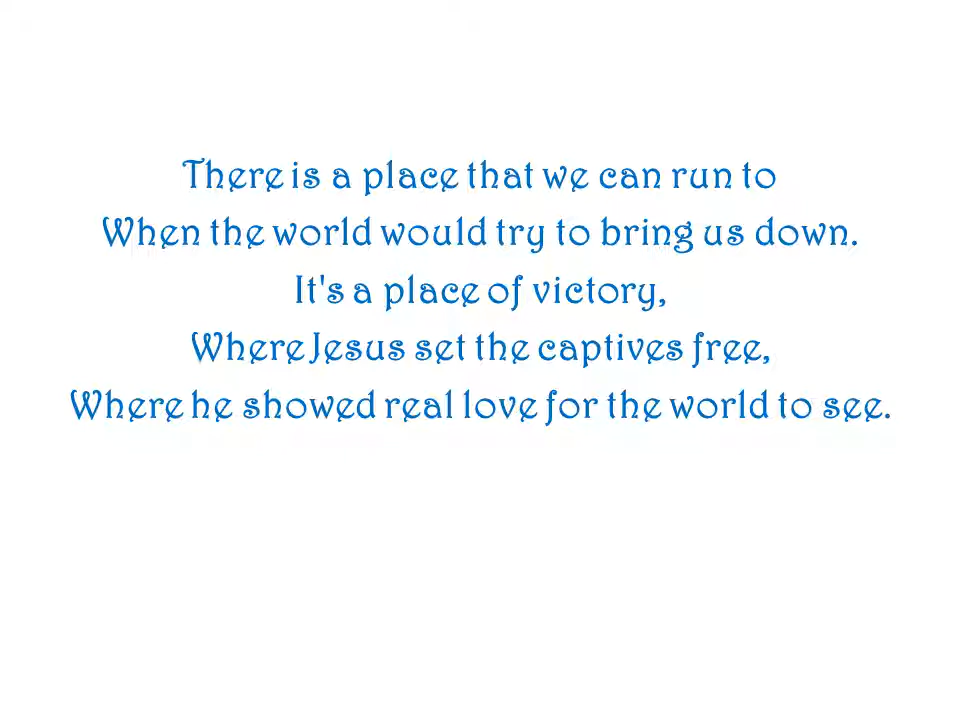 There is a place that we can run to
When the world would try to bring us down.
It's a place of victory,
Where Jesus set the captives free,
Where he showed real love for the world to see.